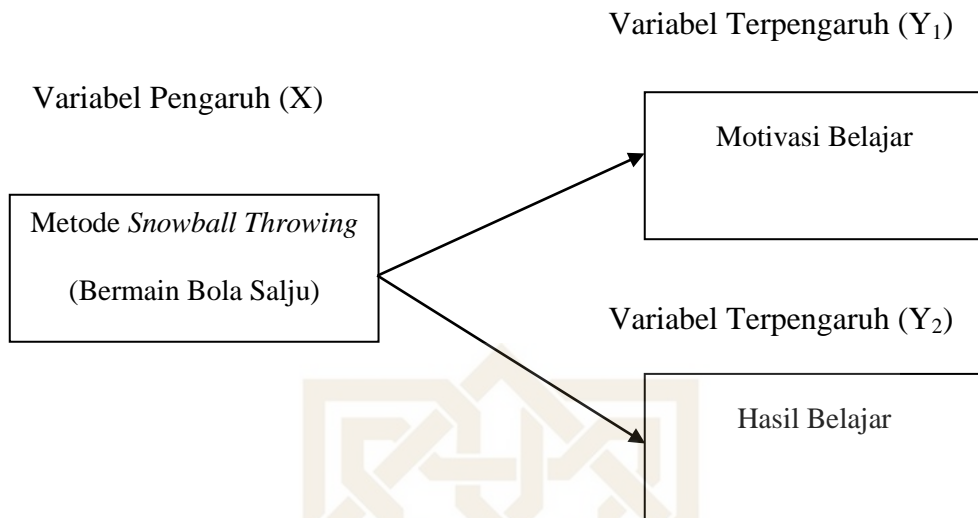 Variabel Terpengaruh (Y₁)
Variabel Pengaruh (X)
Motivasi Belajar
Metode Snowball Throwing
(Bermain Bola Salju)
Variabel Terpengaruh (Y₂)
Hasil Belajar